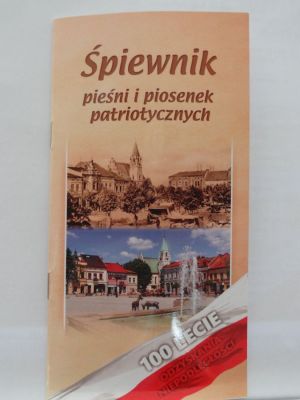 Śpiewnik
pieśni i piosenek
patriotycznych
100 LECIE
ODZYSKANIA
NIEPODLEGŁOŚCI